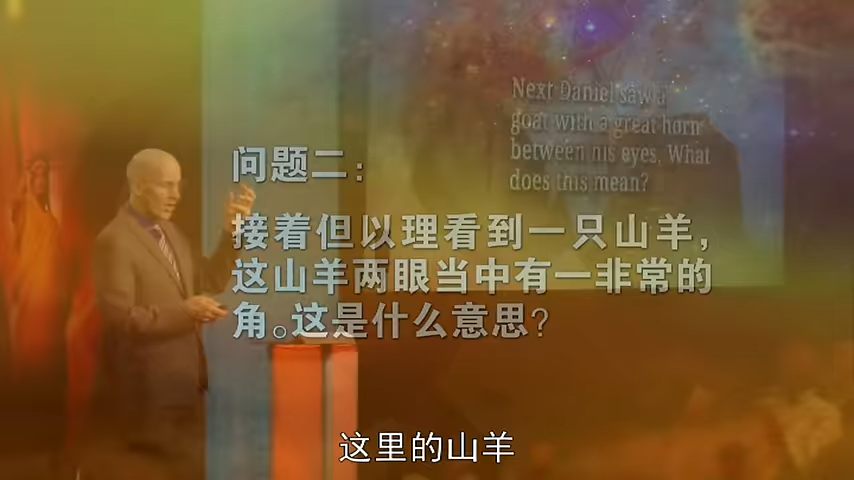 Next Daniel saw a
goat with a great horn
between his eyes. What
does this mean?
问题二：
接着但以理看到一只山羊，
这山羊两眼当中有一非常的
角。这是什么意思？
这里的山羊